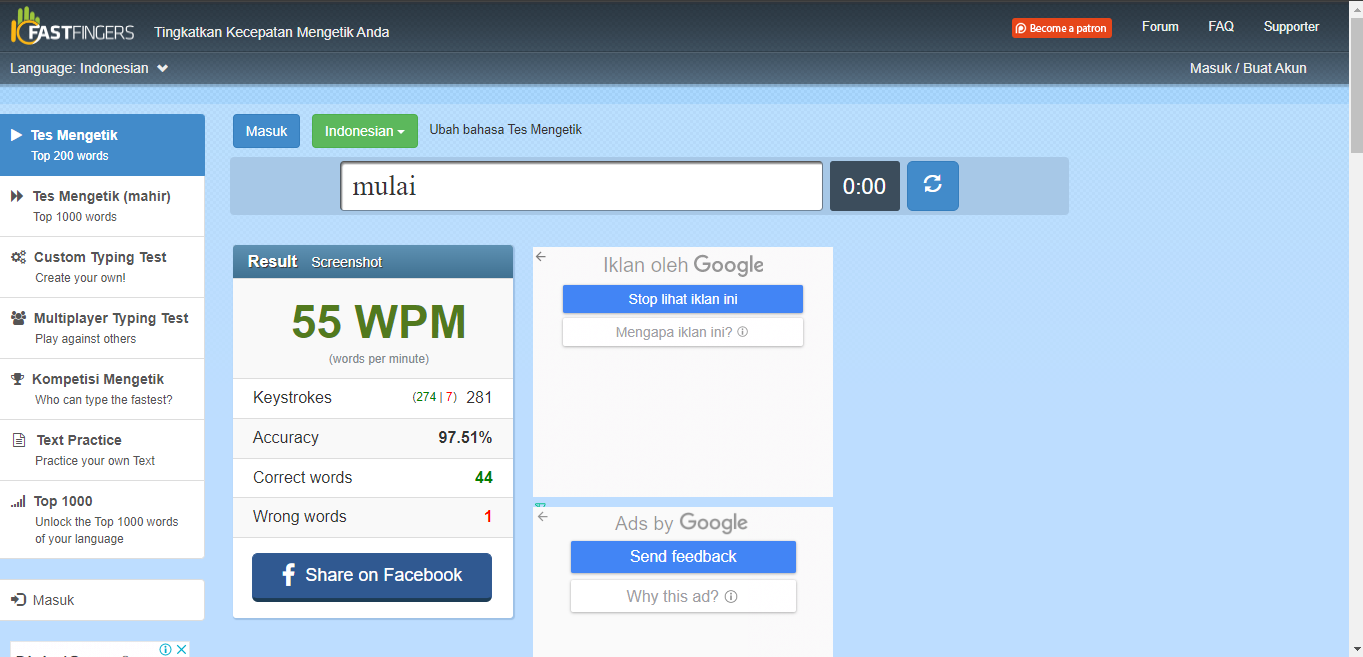 FASTFINGERS
Tingkatkan Kecepatan Mengetik Anda
Become a patron
Forum
FAQ
Supporter
Language: Indonesian
Masuk / Buat Akun
Tes Mengetik
Top 200 words
Tes Mengetik (mahir)
Top 1000 words
Custom Typing Test
Create your own!
Multiplayer Typing Test
Play against others
Kompetisi Mengetik
Who can type the fastest?
Text Practice
Practice your own Text
Top 1000
Unlock the Top 1000 words
of your language
Masuk
Masuk
Indonesian
Ubah bahasa Tes Mengetik
mulai
0:00
Result Screenshot
55 WPM
(words per minute)
Keystrokes (274 | 7) 281
Accuracy 97.51%
Correct words 44
Wrong words 1
Share on Facebook
Iklan oleh Google
Stop lihat iklan ini
Mengapa iklan ini?
Ads by Google
Send feedback
Why this ad?